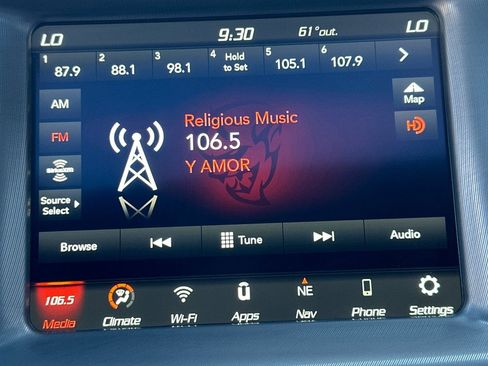 LO 9:30 61°out. LO
1 87.9 2 88.1 3 98.1 4 Hold to Set 5 105.1 6 107.9
AM
Map
FM
HD
Religious Music
106.5
Y AMOR
SiriusXM
Source
Select
Browse Tune Audio
106.5 NE
Media Climate Wi-Fi Apps Nav Phone Settings